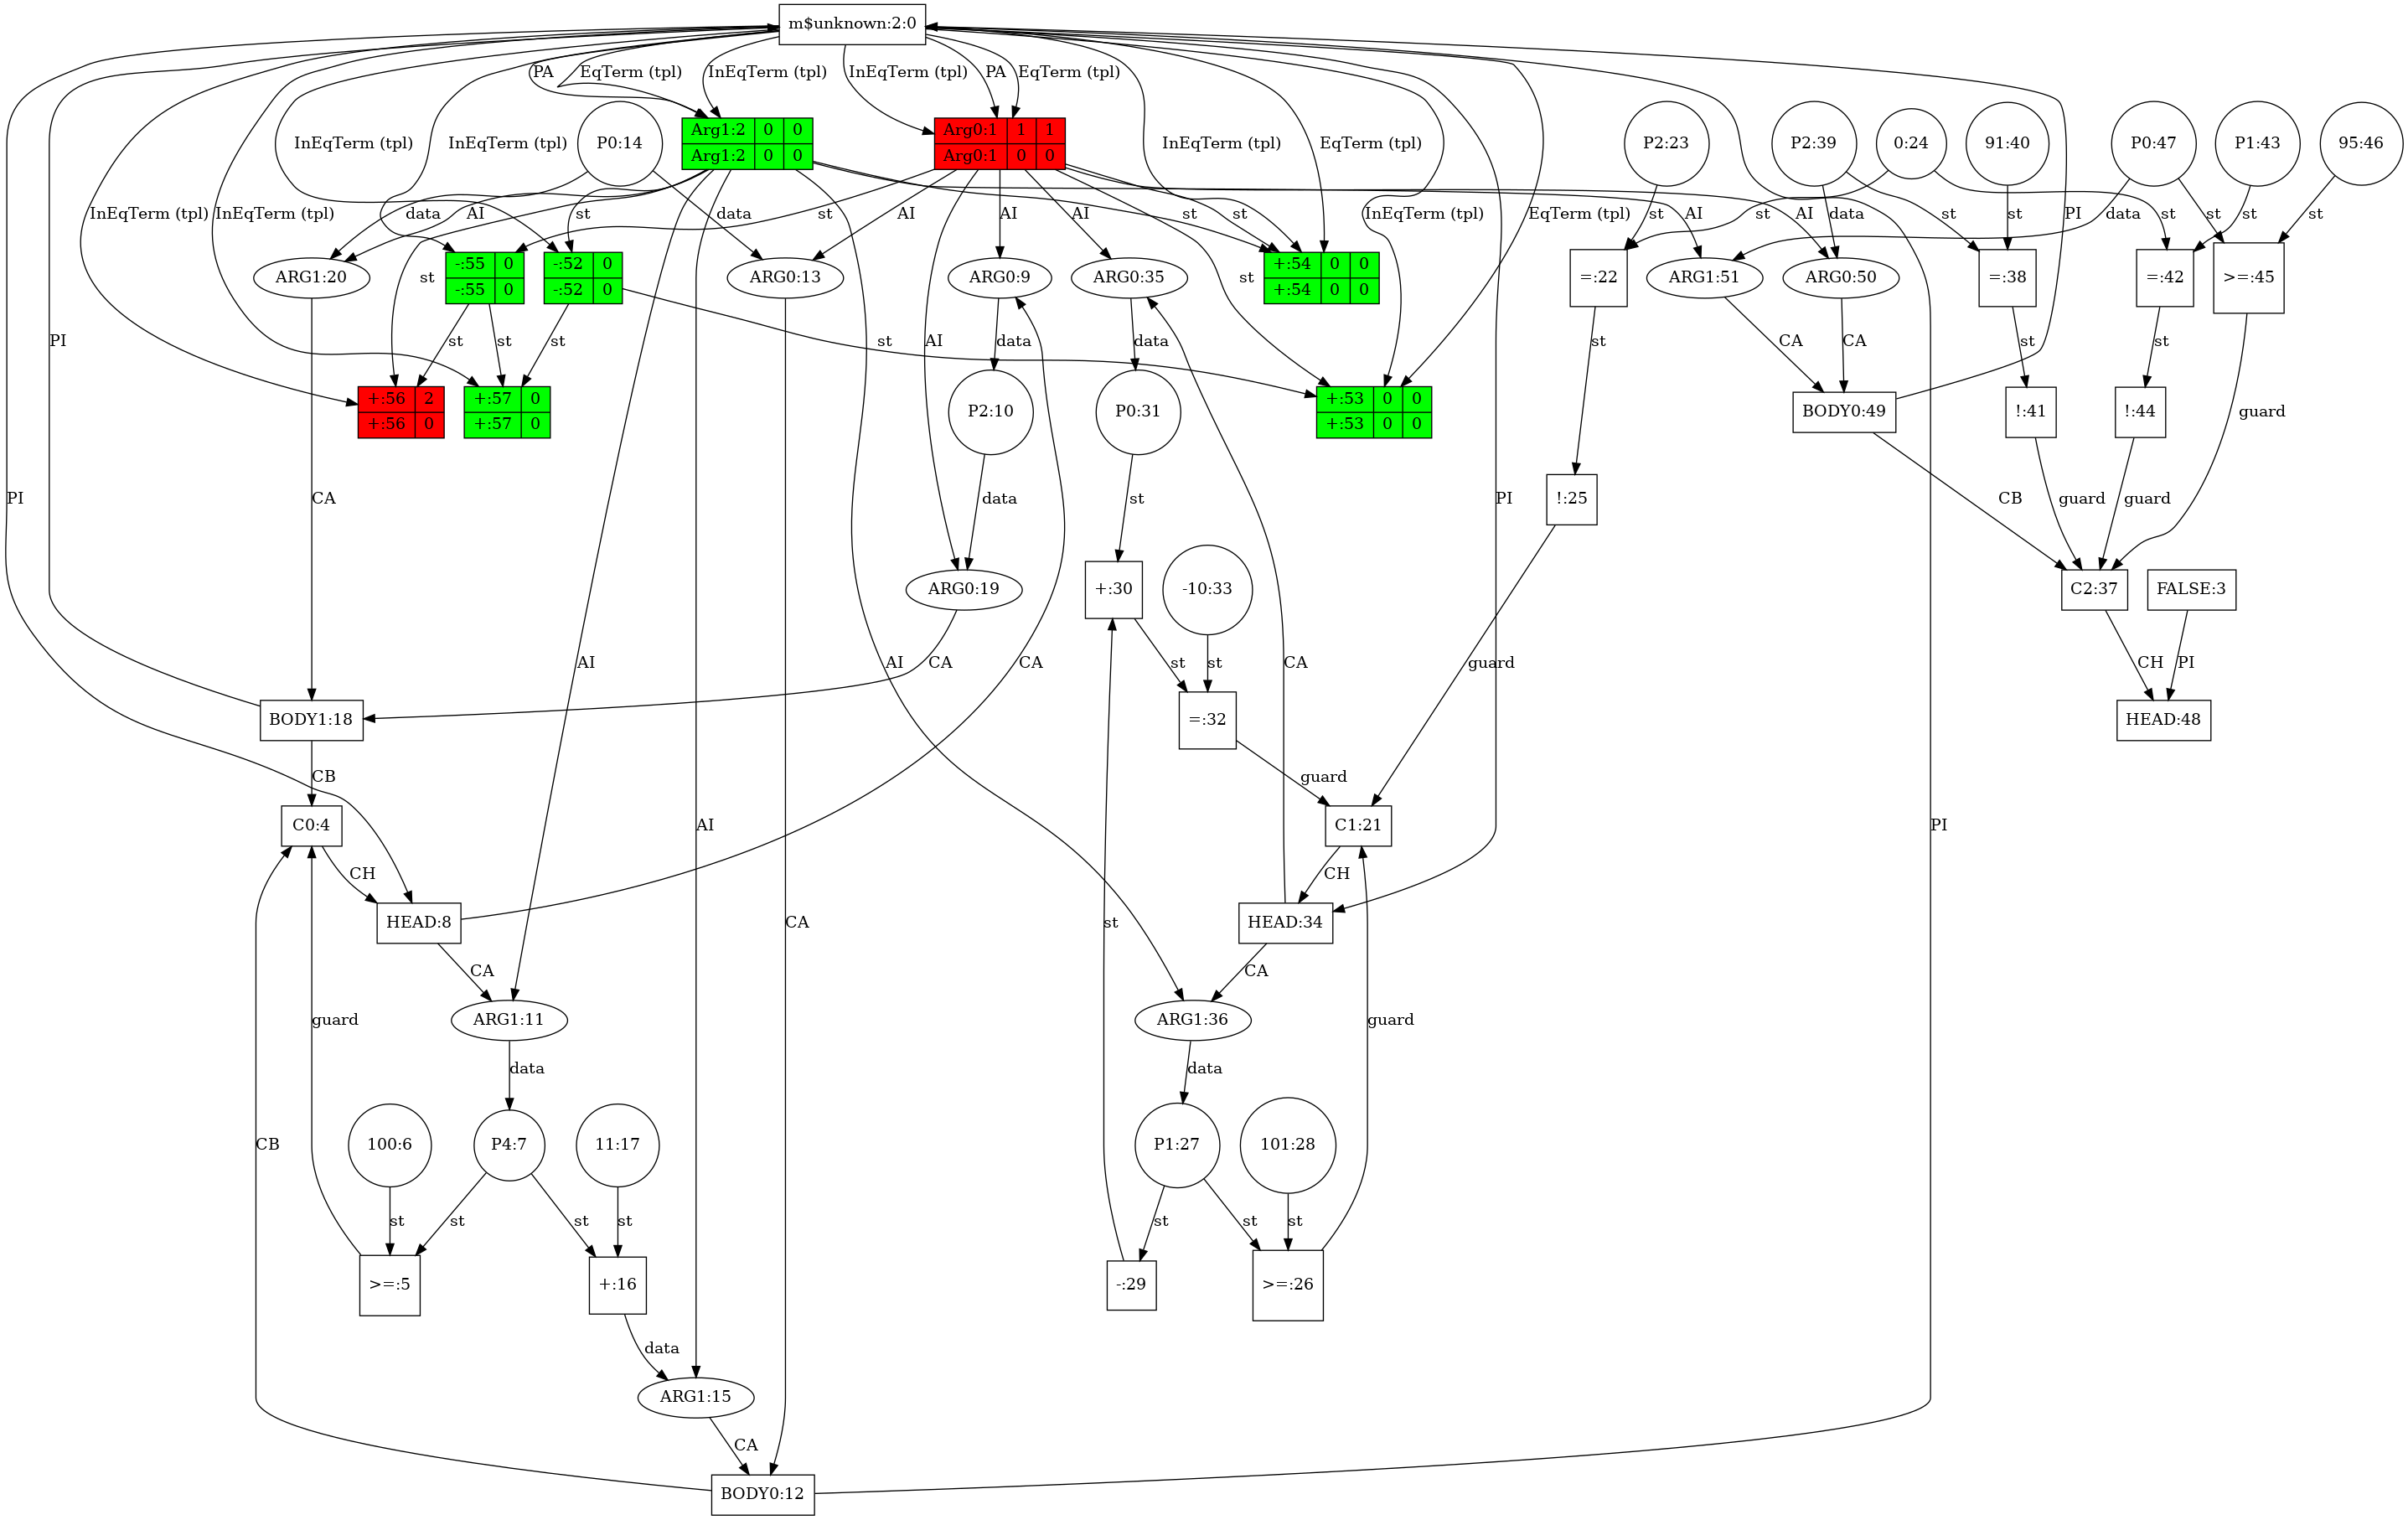 m$unknown:2:0
PA
EqTerm (tpl)
InEqTerm (tpl)
InEqTerm (tpl)
PA
EqTerm (tpl)
Arg1:2 0 0
Arg1:2 0 0
Arg0:1 1 1
Arg0:1 0 0
P0:14
P2:23
P2:39
0:24
91:40
P0:47
P1:43
95:46
InEqTerm (tpl)
InEqTerm (tpl)
InEqTerm (tpl)
EqTerm (tpl)
InEqTerm (tpl)
InEqTerm (tpl)
data
AI
st
st
data
AI
AI
AI
st
st
InEqTerm (tpl)
EqTerm (tpl)
AI
AI
data
st
st
st
st
data
st
st
st
st
PI
ARG1:20
-:55 0
-:55 0
-:52 0
-:52 0
ARG0:13
ARG0:9
ARG0:35
+:54 0 0
+:54 0 0
=:22
ARG1:51
ARG0:50
=:38
=:42
>=:45
st
st
PI
st
st
st
st
AI
data
data
st
CA
CA
st
st
+:56 2
+:56 0
+:57 0
+:57 0
P2:10
P0:31
+:53 0 0
+:53 0 0
BODY0:49
!:41
!:44
guard
PI
CA
data
st
PI
!:25
CB
guard
guard
ARG0:19
+:30
-10:33
C2:37
FALSE:3
AI
CA
CA
AI
st
st
CA
guard
CH
PI
BODY1:18
=:32
HEAD:48
CB
guard
C0:4
C1:21
AI
PI
CH
CH
HEAD:8
CA
st
HEAD:34
CA
CA
ARG1:11
ARG1:36
guard
guard
data
data
100:6
P4:7
11:17
P1:27
101:28
CB
st
st
st
st
st
st
st
>=:5
+:16
-:29
>=:26
data
ARG1:15
CA
BODY0:12